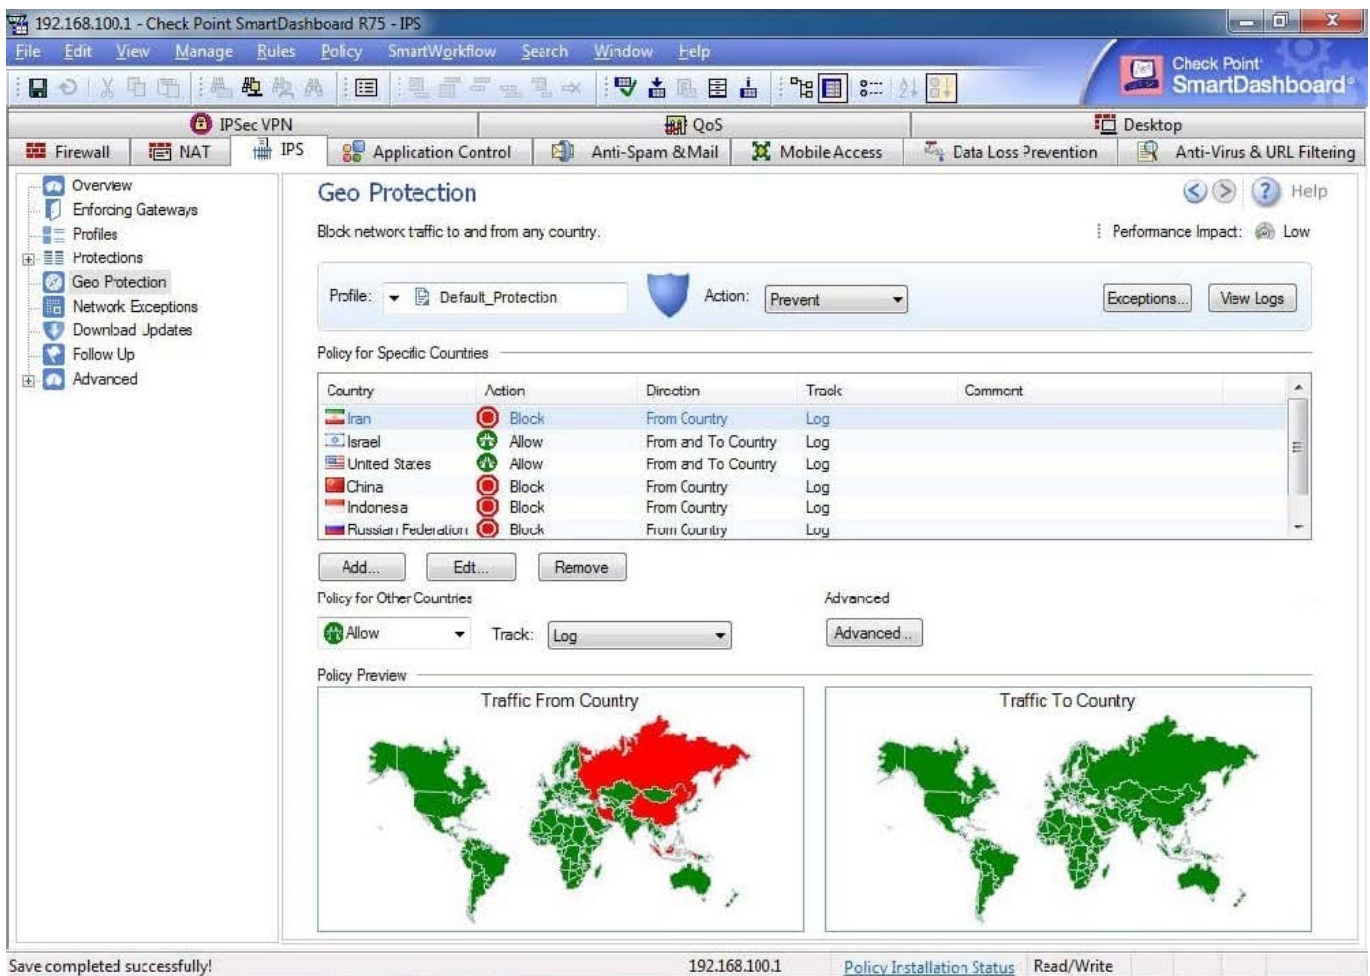 192.168.100.1 - Check Point SmartDashboard R75 - IPS
File Edit View Manage Rules Policy SmartWorkflow Search Window Help
Check Point
SmartDashboard
IPSec VPN QoS Desktop
Firewall NAT IPS Application Control Anti-Spam & Mail Mobile Access Data Loss Prevention Anti-Virus & URL Filtering
Overview
Enforcing Gateways
Profiles
Protections
Geo Protection
Network Exceptions
Download Updates
Follow Up
Advanced
Geo Protection
Help
Block network traffic to and from any country.
Performance Impact: Low
Profile: Default_Protection Action: Prevent Exceptions... View Logs
Policy for Specific Countries
Country Action Direction Track Comment
Iran Block From Country Log
Israel Allow From and To Country Log
United States Allow From and To Country Log
China Block From Country Log
Indonesia Block From Country Log
Russian Federation Block From Country Log
Add... Edit... Remove
Policy for Other Countries Advanced
Allow Track: Log Advanced...
Policy Preview
Traffic From Country Traffic To Country
Save completed successfully! 192.168.100.1 Policy Installation Status Read/Write